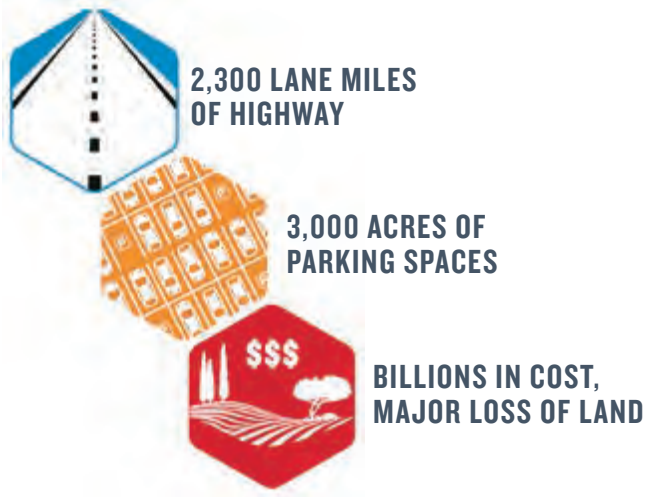 2,300 LANE MILES
OF HIGHWAY
3,000 ACRES OF
PARKING SPACES
$$$
BILLIONS IN COST,
MAJOR LOSS OF LAND